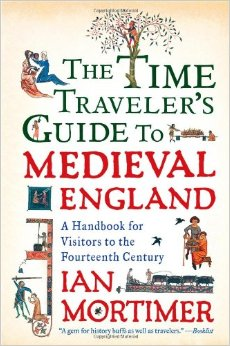 THE TIME
TRAVELER'S
GUIDE TO
MEDIEVAL
ENGLAND
A Handbook for
Visitors to the
Fourteenth Century
IAN
MORTIMER
"A gem for history buffs as well as travelers." —Booklist